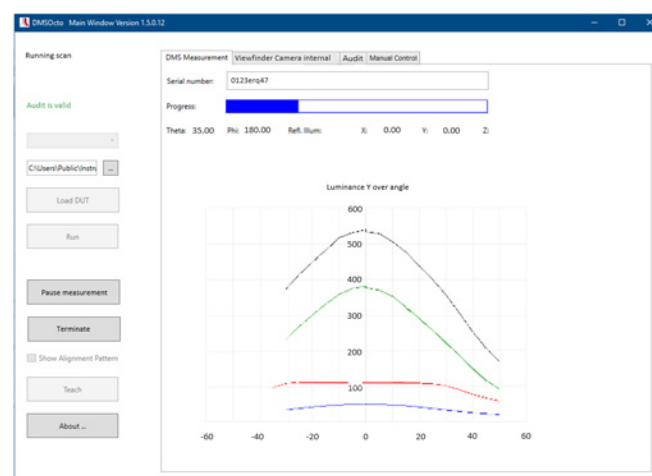 DMSOcto Main Window Version 1.5.0.12
Running scan
DMS Measurement Viewfinder Camera internal Audit Manual Control
Serial number: 0123erq47
Audit is valid
Progress:
Theta: 35.00 Phi: 180.00 Refl. Illum: X: 0.00 Y: 0.00 Z:
C:\Users\Public\Instru ...
Load DUT
Run
Pause measurement
Terminate
Show Alignment Pattern
Teach
About ...
Luminance Y over angle
600
500
400
300
200
100
-60 -40 -20 0 20 40 60